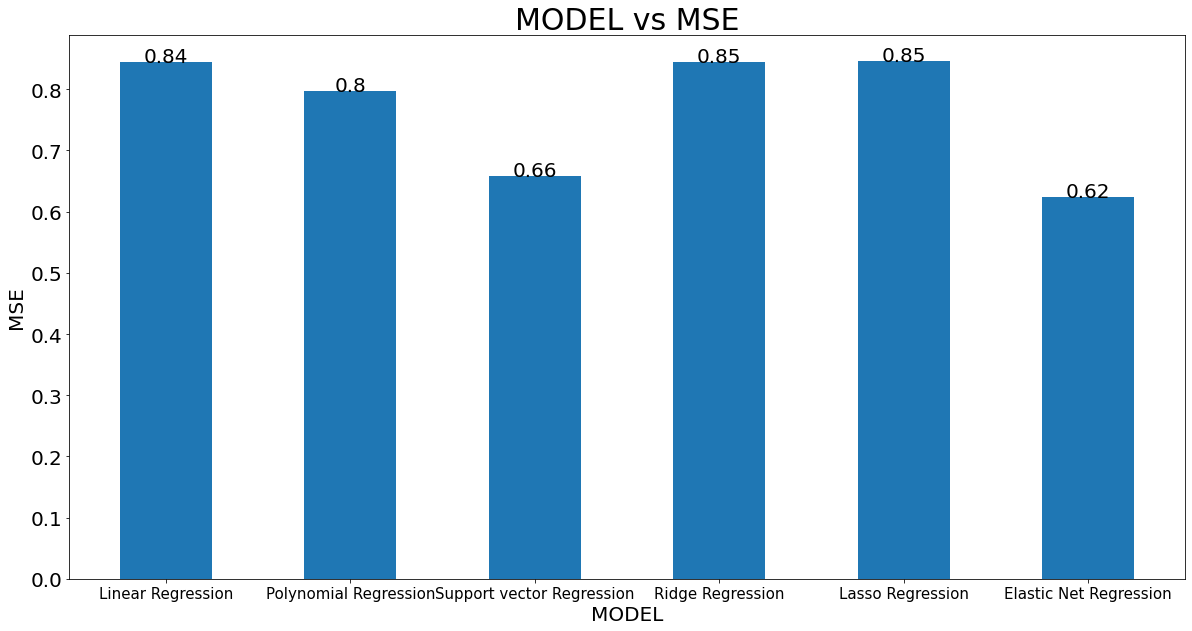 MODEL vs MSE
0.84
0.8
0.66
0.85
0.85
0.62
0.8
0.7
0.6
0.5
0.4
0.3
0.2
0.1
0.0
MSE
Linear Regression
Polynomial Regression
Support vector Regression
Ridge Regression
Lasso Regression
Elastic Net Regression
MODEL